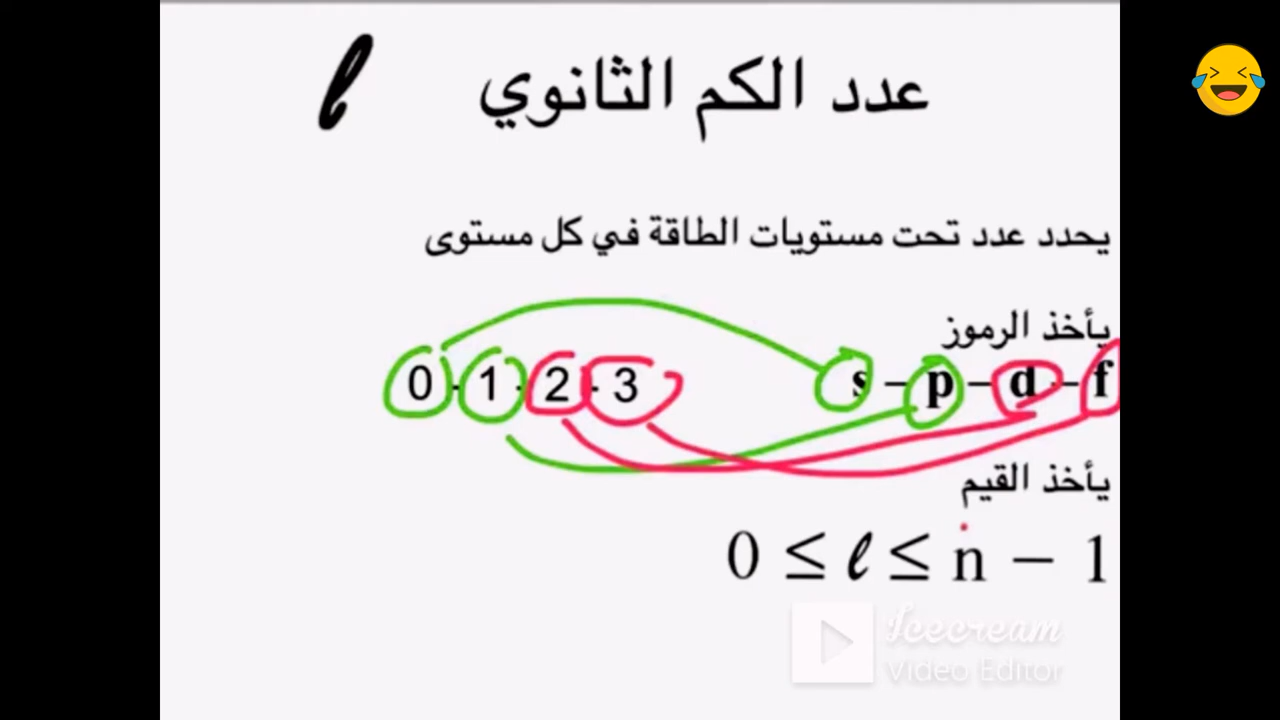 عدد الكم الثانوي ℓ
يحدد عدد تحت مستويات الطاقة في كل مستوى
يأخذ الرموز
0 - 1 - 2 - 3 s – p – d – f
يأخذ القيم
0 ≤ ℓ ≤ n − 1
Icecream
Video Editor